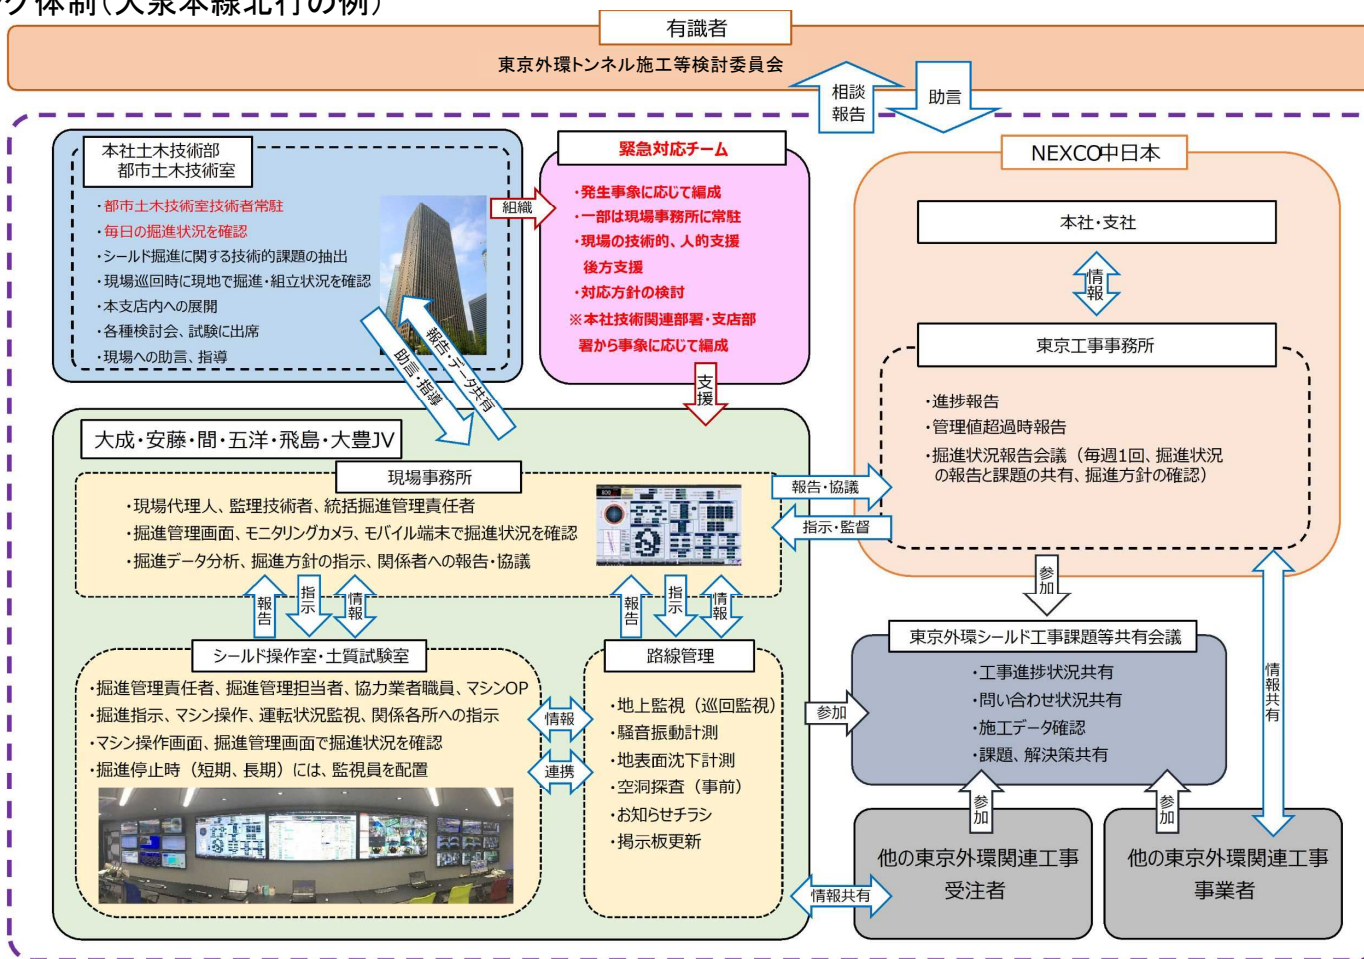 ング体制(大泉本線北行の例)
有識者
東京外環トンネル施工等検討委員会
相談
報告
助言
本社土木技術部
都市土木技術室
・都市土木技術室技術者常駐
・毎日の掘進状況を確認
・シールド掘進に関する技術的課題の抽出
・現場巡回時に現地で掘進・組立状況を確認
・本支店内への展開
・各種検討会、試験に出席
・現場への助言、指導
組織
緊急対応チーム
・発生事象に応じて編成
・一部は現場事務所に常駐
・現場の技術的、人的支援
後方支援
・対応方針の検討
※本社技術関連部署・支店部
署から事象に応じて編成
NEXCO中日本
本社・支社
情報
東京工事事務所
・進捗報告
・管理値超過時報告
・掘進状況報告会議（毎週1回、掘進状況
の報告と課題の共有、掘進方針の確認）
助言・指導
報告・データ共有
支援
大成・安藤・間・五洋・飛島・大豊JV
現場事務所
・現場代理人、監理技術者、統括掘進管理責任者
・掘進管理画面、モニタリングカメラ、モバイル端末で掘進状況を確認
・掘進データ分析、掘進方針の指示、関係者への報告・協議
報告・協議
指示・監督
報告
指示
情報
報告
指示
情報
参加
シールド操作室・土質試験室
・掘進管理責任者、掘進管理担当者、協力業者職員、マシンOP
・掘進指示、マシン操作、運転状況監視、関係各所への指示
・マシン操作画面、掘進管理画面で掘進状況を確認
・掘進停止時（短期、長期）には、監視員を配置
情報
連携
路線管理
・地上監視（巡回監視）
・騒音振動計測
・地表面沈下計測
・空洞探査（事前）
・お知らせチラシ
・掲示板更新
参加
東京外環シールド工事課題等共有会議
・工事進捗状況共有
・問い合わせ状況共有
・施工データ確認
・課題、解決策共有
情報共有
参加
参加
情報共有
他の東京外環関連工事
受注者
他の東京外環関連工事
事業者